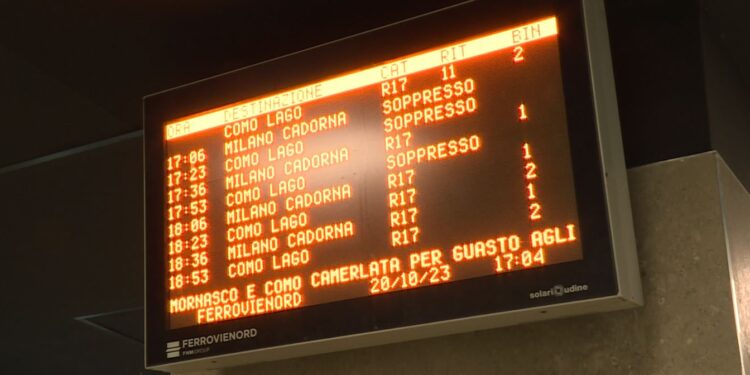 ORA DESTINAZIONE CAT RIT BIN
COMO LAGO R17 11 2
17:06 MILANO CADORNA SOPPRESSO
17:23 COMO LAGO SOPPRESSO
17:36 MILANO CADORNA R17 1
17:53 COMO LAGO SOPPRESSO
18:06 MILANO CADORNA R17 1
18:23 COMO LAGO R17 2
18:36 MILANO CADORNA R17 1
18:53 COMO LAGO R17 2
MORNASCO E COMO CAMERLATA PER GUASTO AGLI
FERROVIENORD 20/10/23 17:04
FERROVIENORD
FNMGROUP
solari udine